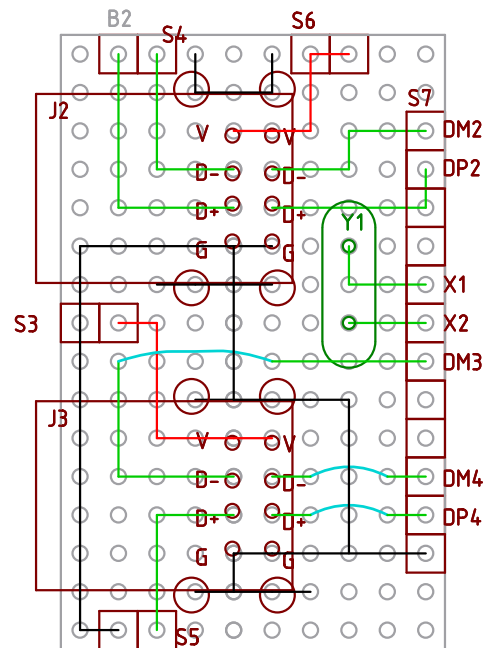 B2
S4
S6
J2
S7
V V
DM2
D- D-
DP2
D+ D+
Y1
G G
X1
S3
X2
DM3
J3
V V
D- D-
DM4
D+ D+
DP4
G G
S5